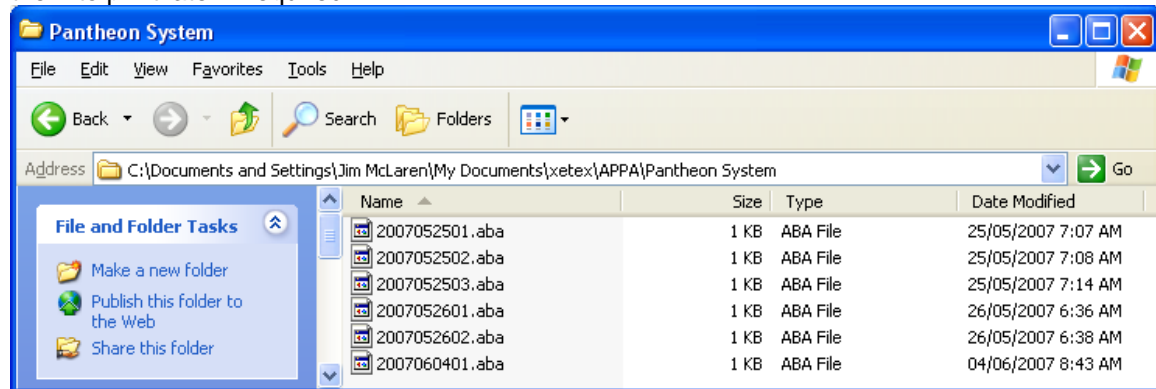 Pantheon System
File Edit View Favorites Tools Help
Back Search Folders
Address C:\Documents and Settings\Jim McLaren\My Documents\xetex\APPA\Pantheon System Go
Name Size Type Date Modified
File and Folder Tasks
Make a new folder
Publish this folder to
the Web
Share this folder
2007052501.aba 1 KB ABA File 25/05/2007 7:07 AM
2007052502.aba 1 KB ABA File 25/05/2007 7:08 AM
2007052503.aba 1 KB ABA File 25/05/2007 7:14 AM
2007052601.aba 1 KB ABA File 26/05/2007 6:36 AM
2007052602.aba 1 KB ABA File 26/05/2007 6:38 AM
2007060401.aba 1 KB ABA File 04/06/2007 8:43 AM